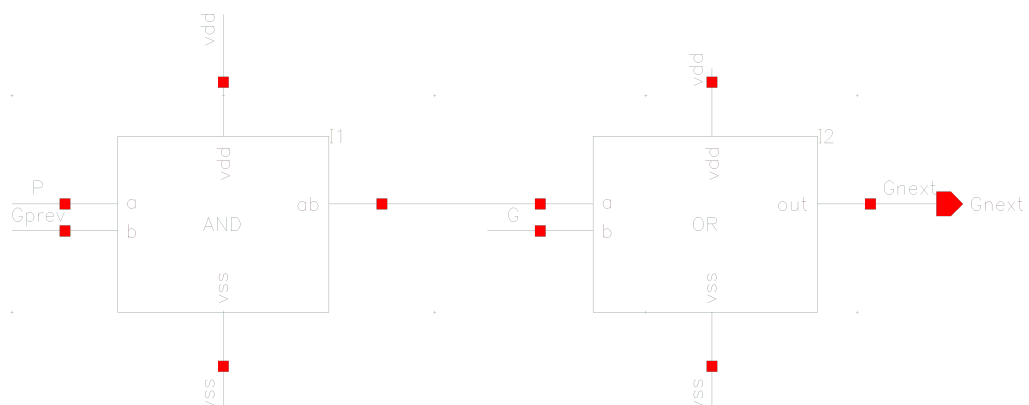 vdd
vdd
I1
I2
vdd
vdd
P
a
ab
G
a
out
Gnext
Gnext
Gprev
b
AND
b
OR
vss
vss
vss
vss